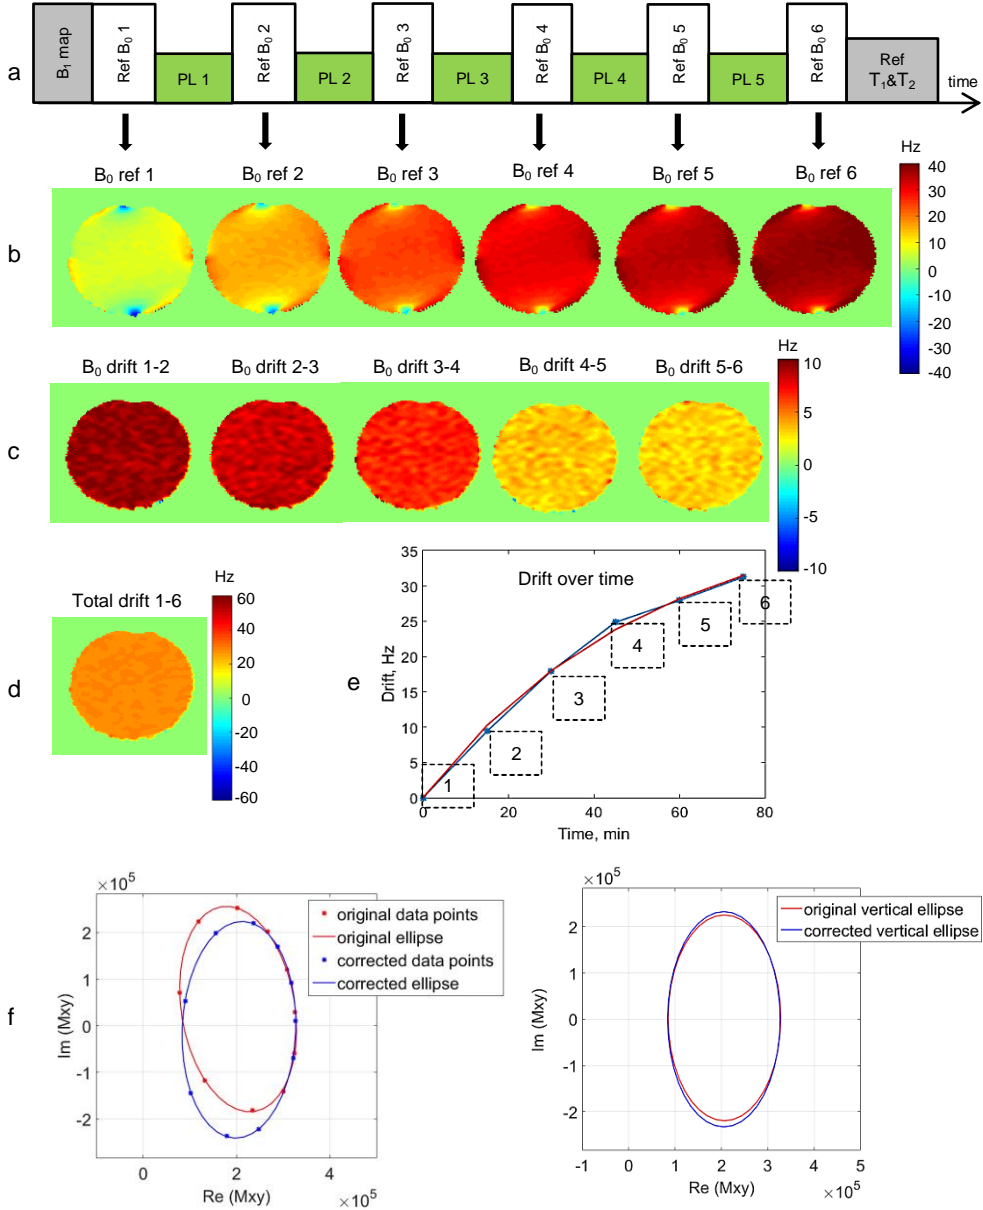 a
B₁ map
Ref B₀ 1
PL 1
Ref B₀ 2
PL 2
Ref B₀ 3
PL 3
Ref B₀ 4
PL 4
Ref B₀ 5
PL 5
Ref B₀ 6
Ref
T₁&T₂
time
B₀ ref 1
B₀ ref 2
B₀ ref 3
B₀ ref 4
B₀ ref 5
B₀ ref 6
Hz
b
40
30
20
10
0
-10
-20
-30
-40
B₀ drift 1-2
B₀ drift 2-3
B₀ drift 3-4
B₀ drift 4-5
B₀ drift 5-6
Hz
c
10
5
0
-5
-10
d
Total drift 1-6
Hz
60
40
20
0
-20
-40
-60
e
Drift over time
Drift, Hz
35
30
25
20
15
10
5
0
1
2
3
4
5
6
0
20
40
60
80
Time, min
f
×10⁵
original data points
original ellipse
corrected data points
corrected ellipse
Im (Mxy)
2
1
0
-1
-2
0
2
4
Re (Mxy)
×10⁵
×10⁵
original vertical ellipse
corrected vertical ellipse
Im (Mxy)
2
1
0
-1
-2
-1
0
1
2
3
4
5
Re (Mxy)
×10⁵